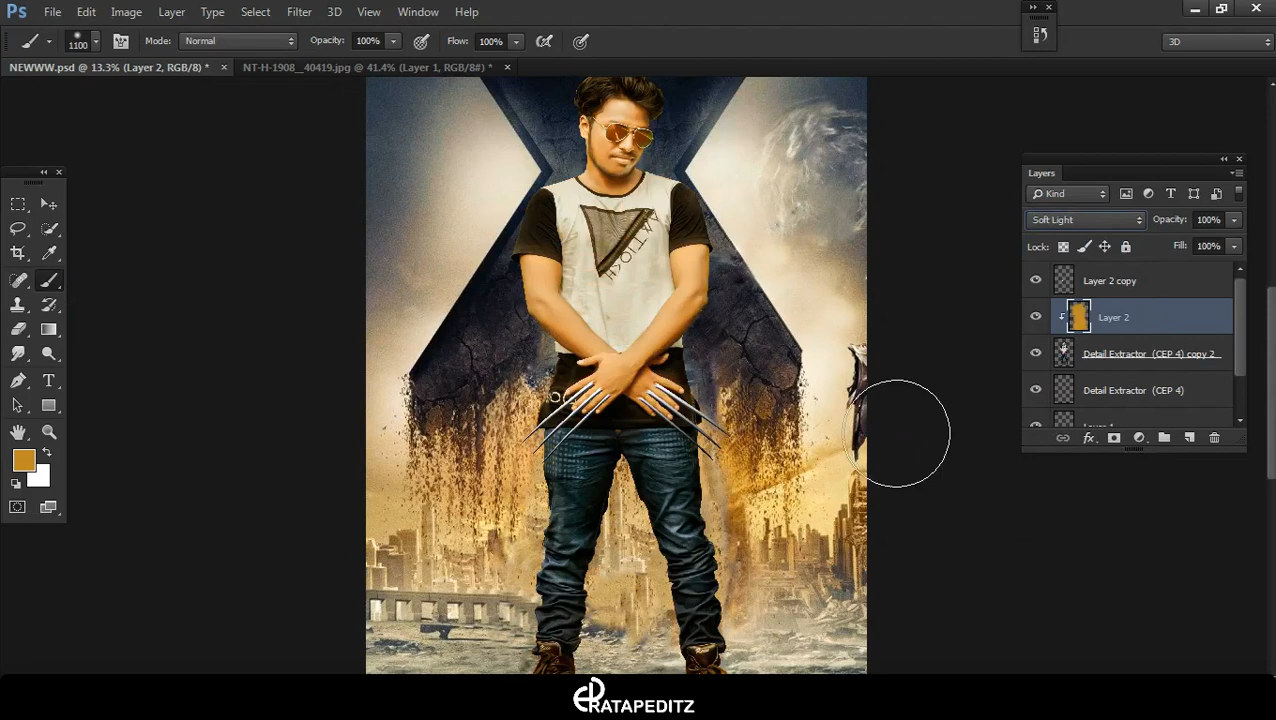 Ps File Edit Image Layer Type Select Filter 3D View Window Help
1100 Mode: Normal Opacity: 100% Flow: 100% 3D
NEWWW.psd @ 13.3% (Layer 2, RGB/8) * × NT-H-1908__40419.jpg @ 41.4% (Layer 1, RGB/8#) * ×
Layers
Kind
Soft Light Opacity: 100%
Lock: Fill: 100%
Layer 2 copy
Layer 2
Detail Extractor (CEP 4) copy 2
Detail Extractor (CEP 4)
Layer 1
fx
RATAPEDITZ